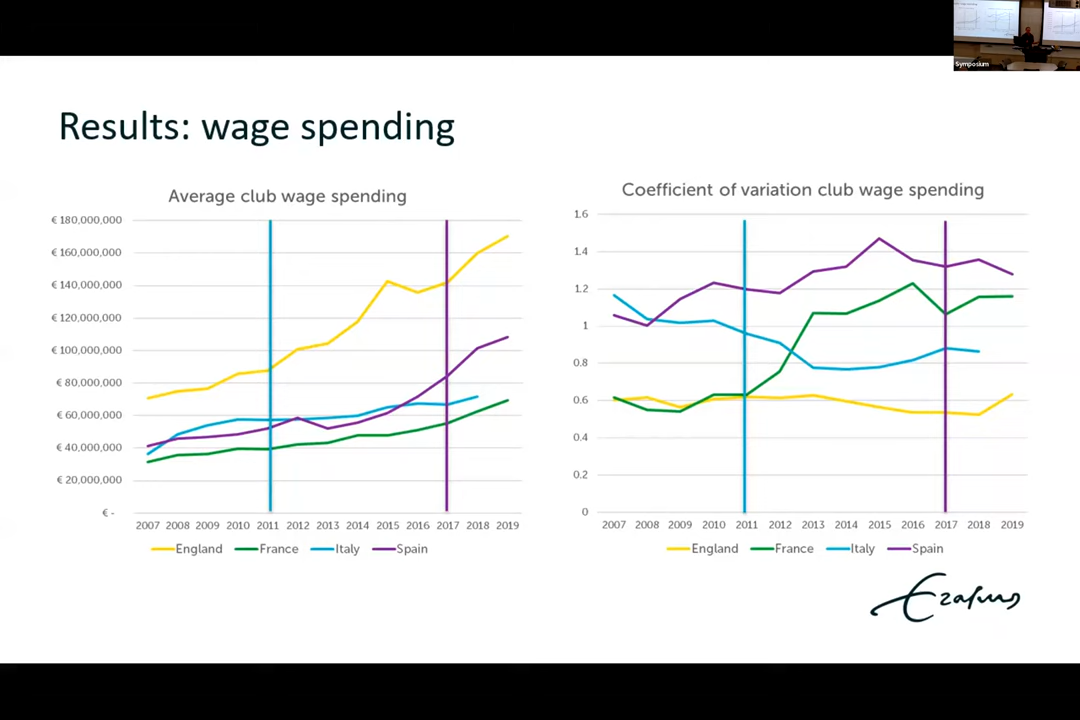 Symposium
Results: wage spending
Average club wage spending
€ 180,000,000
€ 160,000,000
€ 140,000,000
€ 120,000,000
€ 100,000,000
€ 80,000,000
€ 60,000,000
€ 40,000,000
€ 20,000,000
€ -
2007 2008 2009 2010 2011 2012 2013 2014 2015 2016 2017 2018 2019
England France Italy Spain
Coefficient of variation club wage spending
1.6
1.4
1.2
1
0.8
0.6
0.4
0.2
0
2007 2008 2009 2010 2011 2012 2013 2014 2015 2016 2017 2018 2019
England France Italy Spain
Erasmus